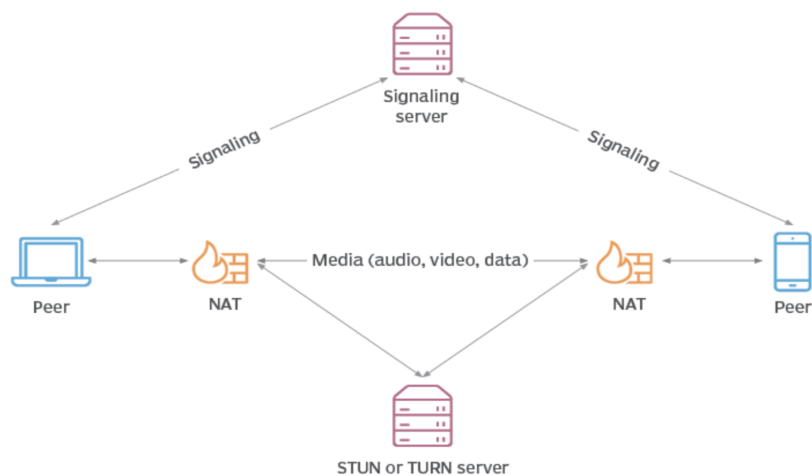 Signaling
server
Signaling
Signaling
Media (audio, video, data)
Peer
NAT
NAT
Peer
STUN or TURN server